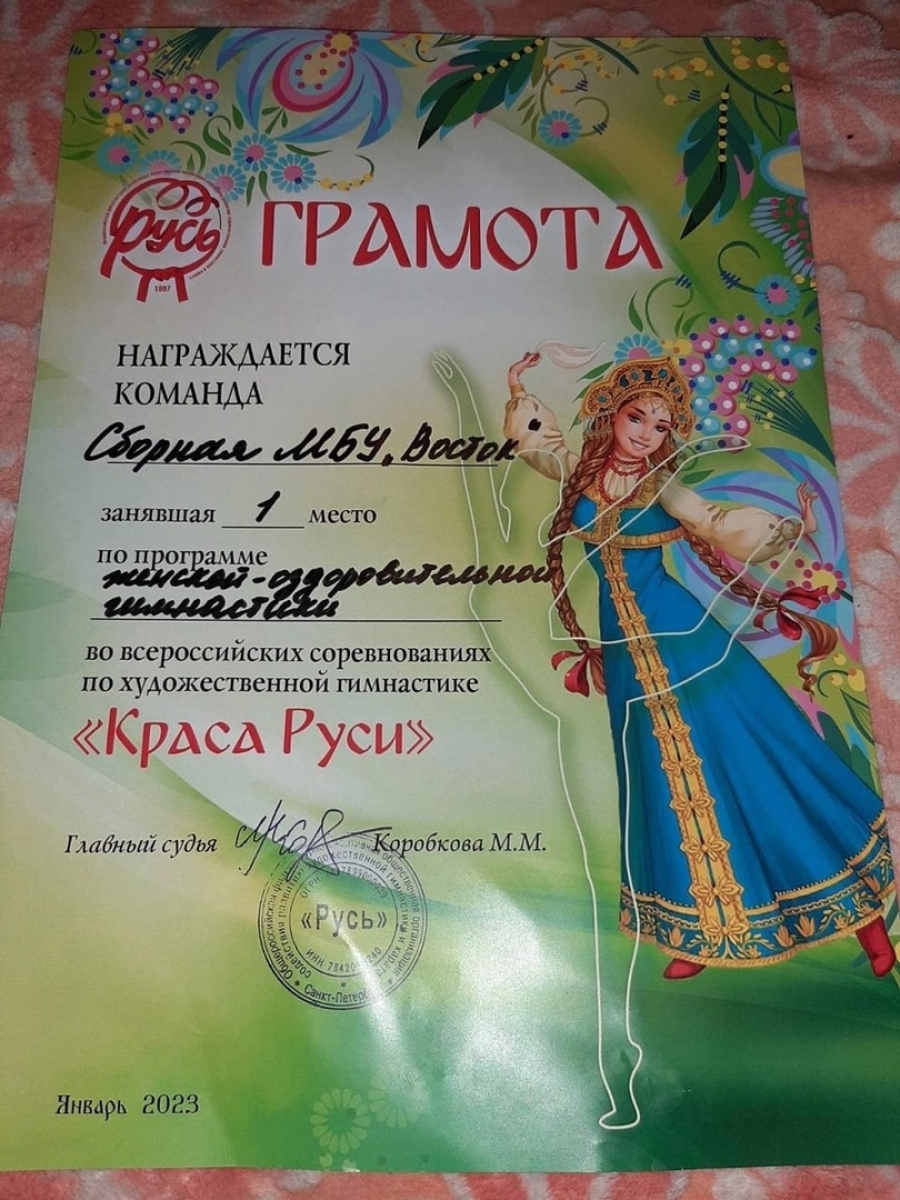 Русь
1987
ГРАМОТА
НАГРАЖДАЕТСЯ
КОМАНДА
Сборная МБУ „Восток
занявшая 1 место
по программе
женской-оздоровительной
гимнастики
во всероссийских соревнованиях
по художественной гимнастике
«Краса Руси»
Главный судья Коробкова М.М.
«Русь»
Санкт-Петер
Январь 2023